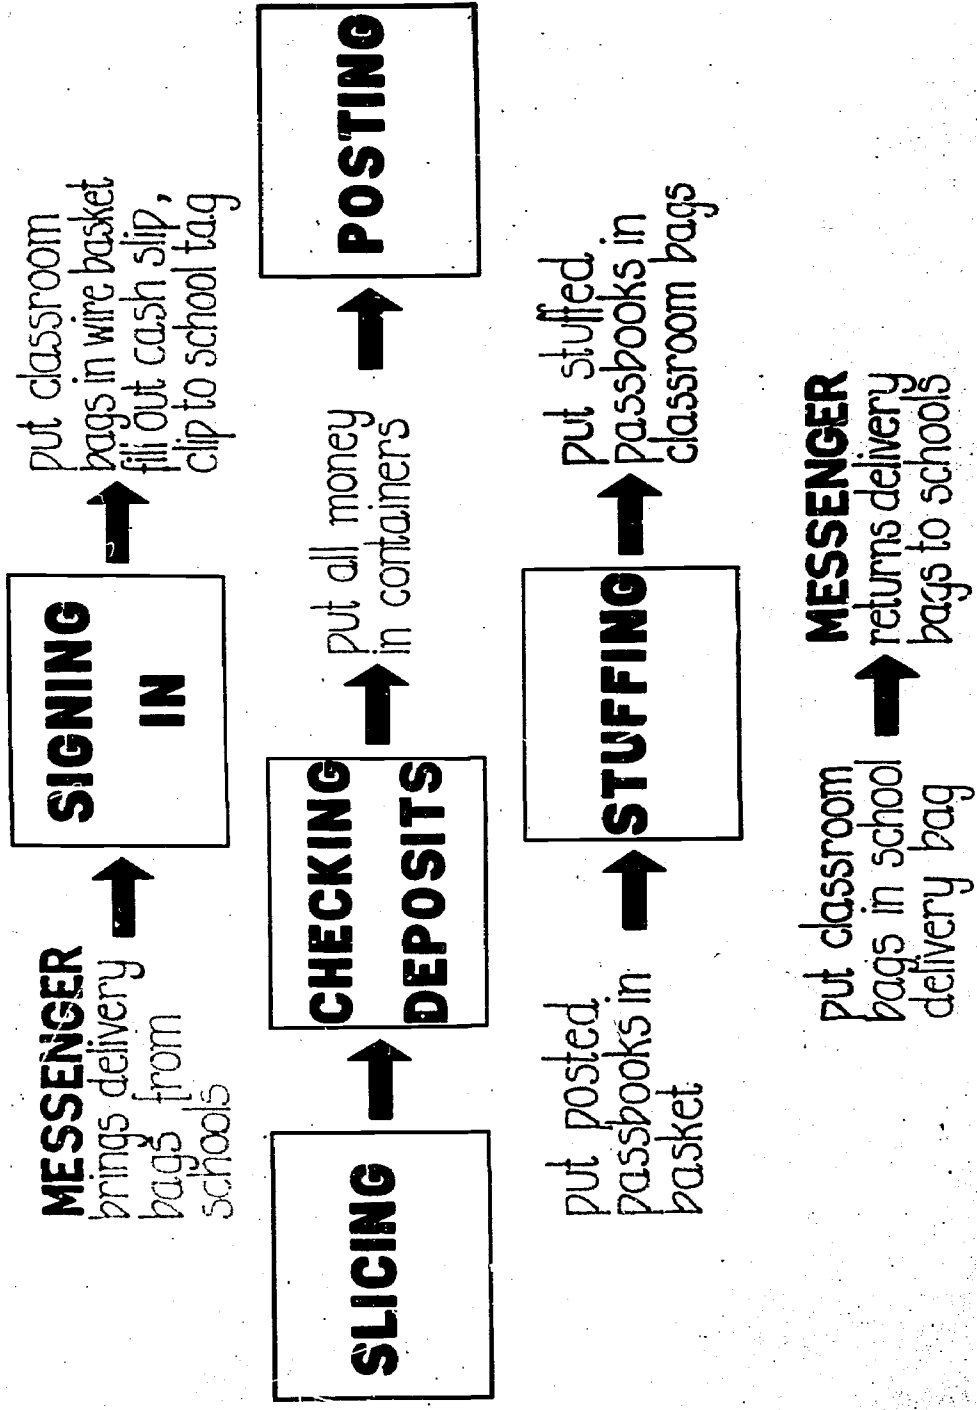 MESSENGER
brings delivery
bags from
schools
SIGNING
IN
put classroom
bags in wire basket
fill out cash slip,
clip to school tag
SLICING
CHECKING
DEPOSITS
put all money
in containers
POSTING
put posted
passbooks in
basket
STUFFING
put stuffed
passbooks in
classroom bags
put classroom
bags in school
delivery bag
MESSENGER
returns delivery
bags to schools